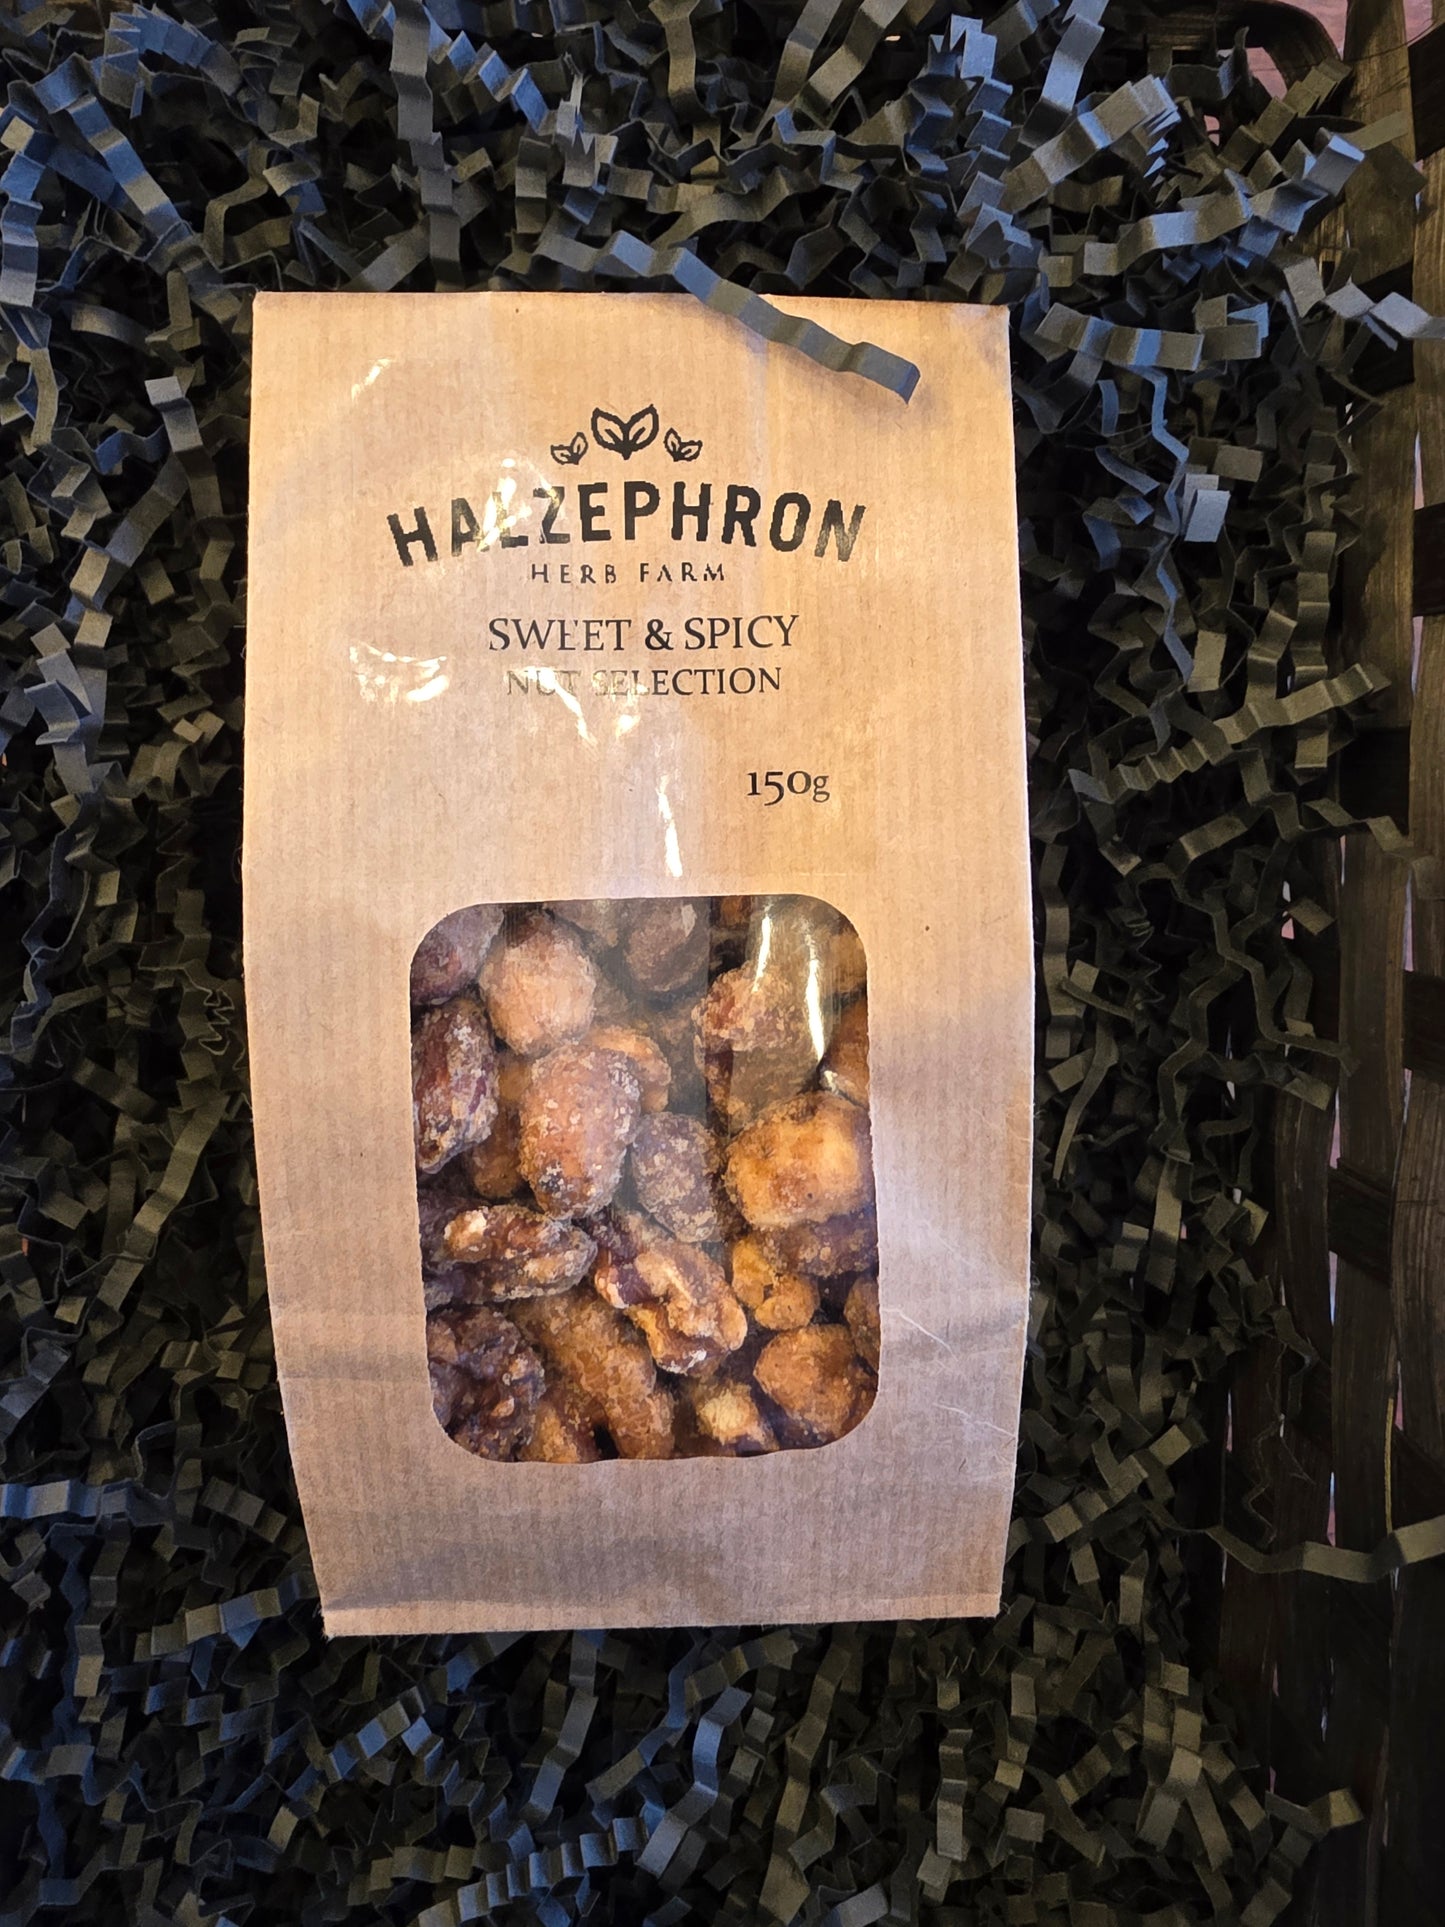 HALZEPHRON
HERB FARM
SWEET & SPICY
NUT SELECTION
150g